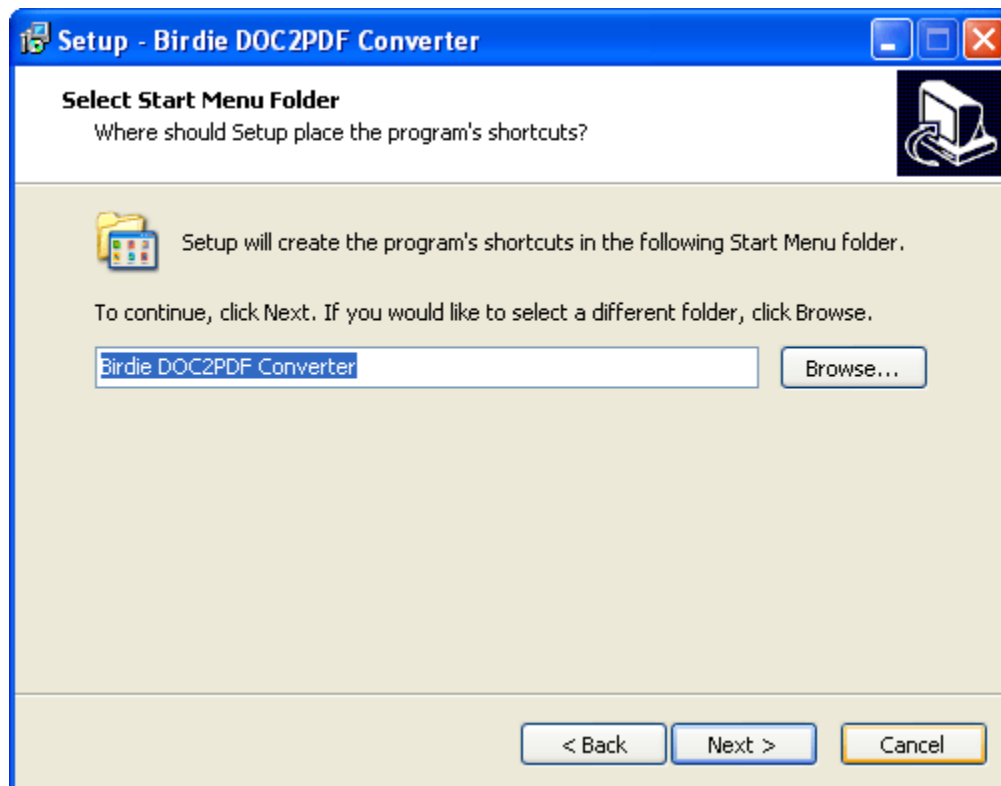 Setup - Birdie DOC2PDF Converter
Select Start Menu Folder
Where should Setup place the program's shortcuts?
Setup will create the program's shortcuts in the following Start Menu folder.
To continue, click Next. If you would like to select a different folder, click Browse.
Birdie DOC2PDF Converter
Browse...
< Back
Next >
Cancel